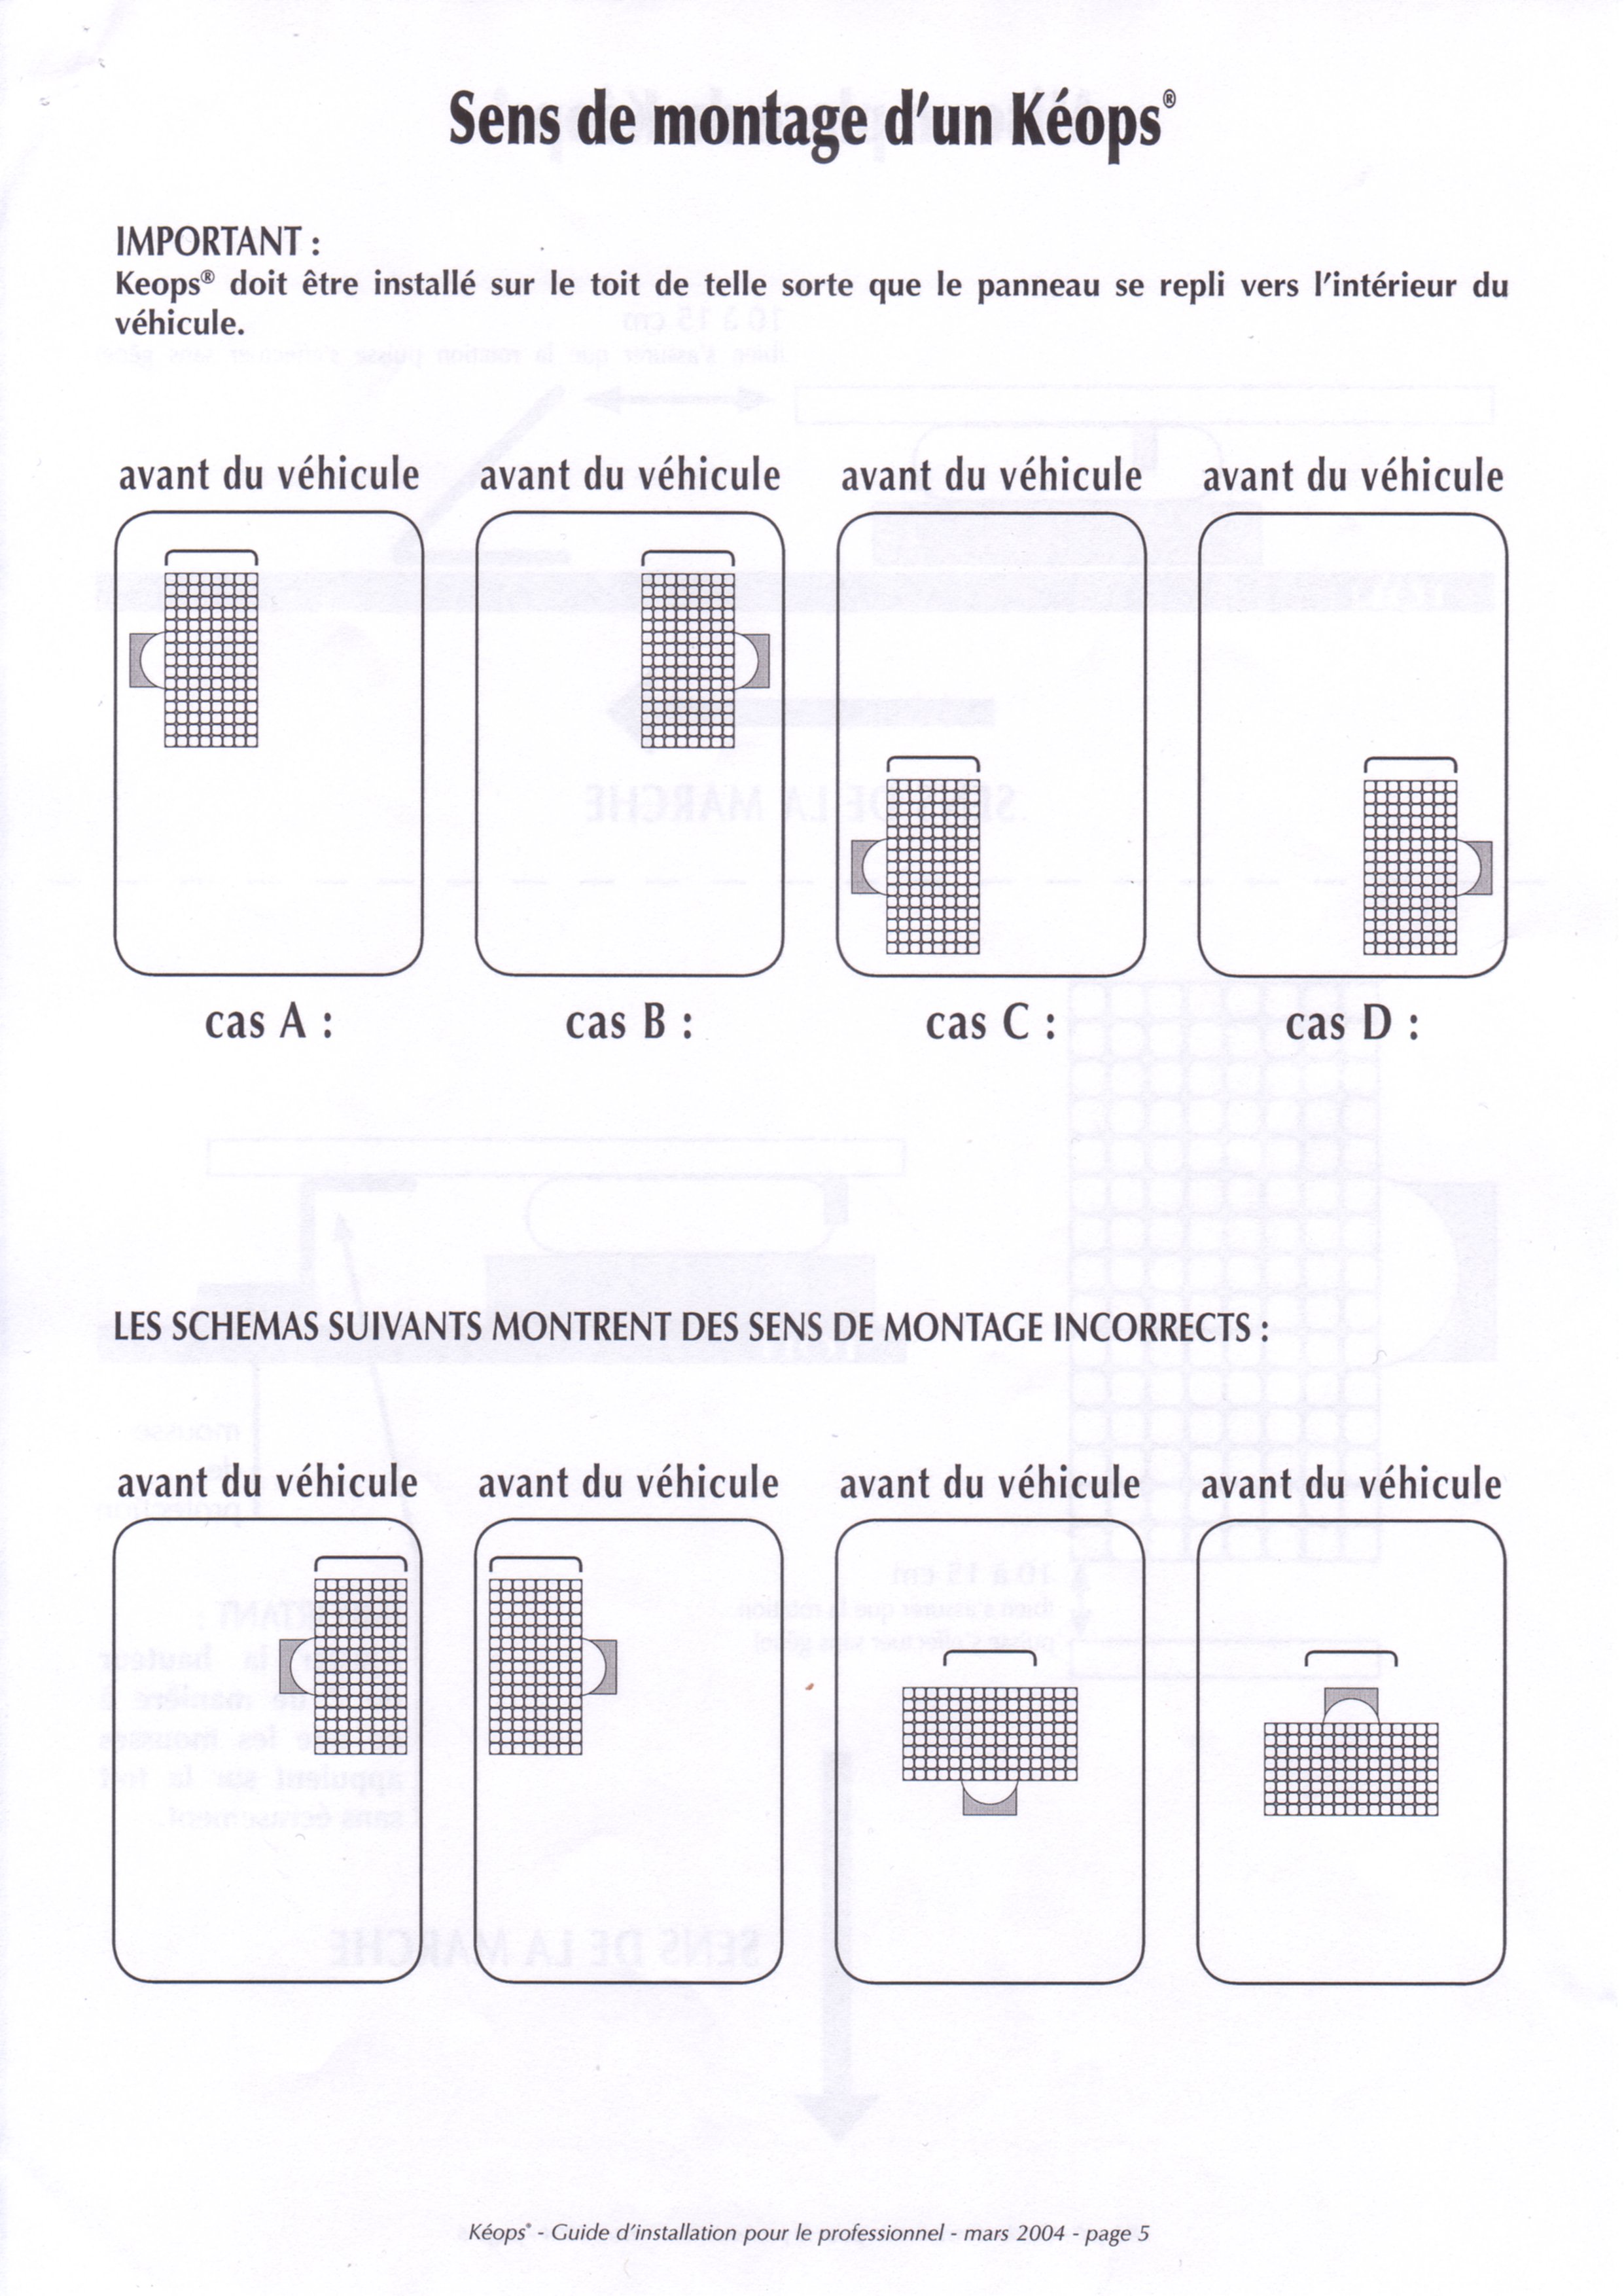 Sens de montage d'un Kéops®
IMPORTANT :
Keops® doit être installé sur le toit de telle sorte que le panneau se repli vers l'intérieur du
véhicule.
avant du véhicule avant du véhicule avant du véhicule avant du véhicule
cas A : cas B : cas C : cas D :
LES SCHEMAS SUIVANTS MONTRENT DES SENS DE MONTAGE INCORRECTS :
avant du véhicule avant du véhicule avant du véhicule avant du véhicule
Kéops® - Guide d'installation pour le professionnel - mars 2004 - page 5